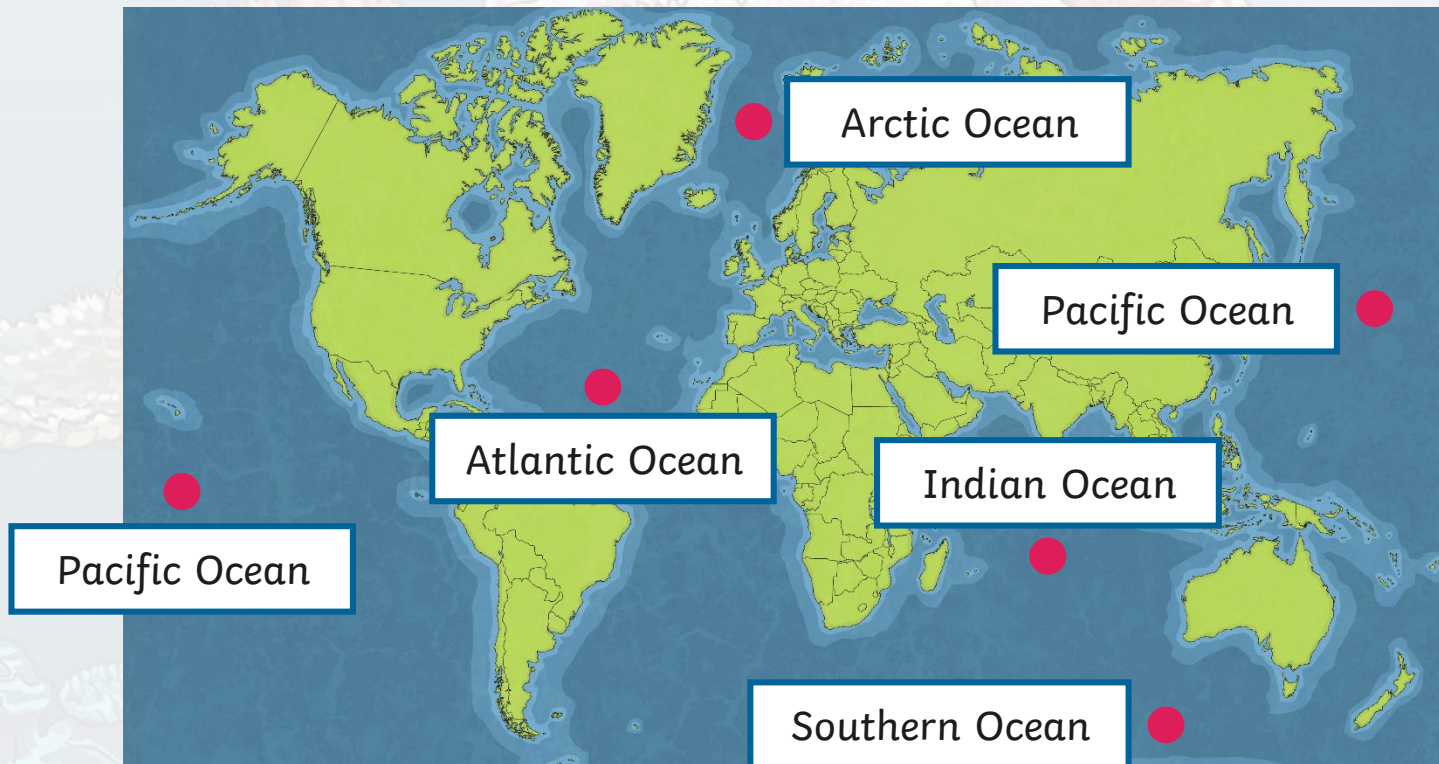 Arctic Ocean
Pacific Ocean
Atlantic Ocean
Indian Ocean
Pacific Ocean
Southern Ocean